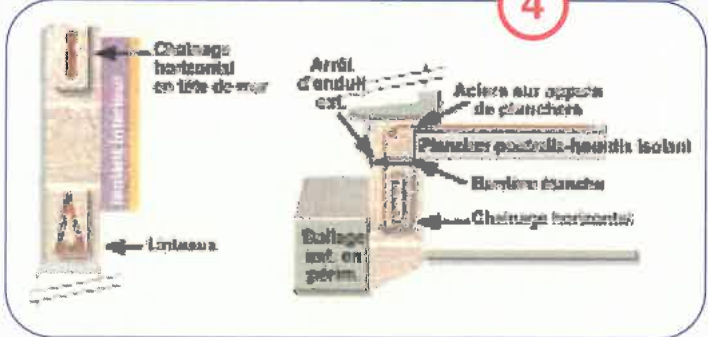 4
Chaînage
horizontal
en tête de mur
Isolant intérieur
Linteaux
Arrêt
d'enduit
ext.
Aciers sur appuis
de planchers
Plancher poutrelle-hourdis isolant
Barrière étanche
Chaînage horizontal
Dallage
ext. en
périm.